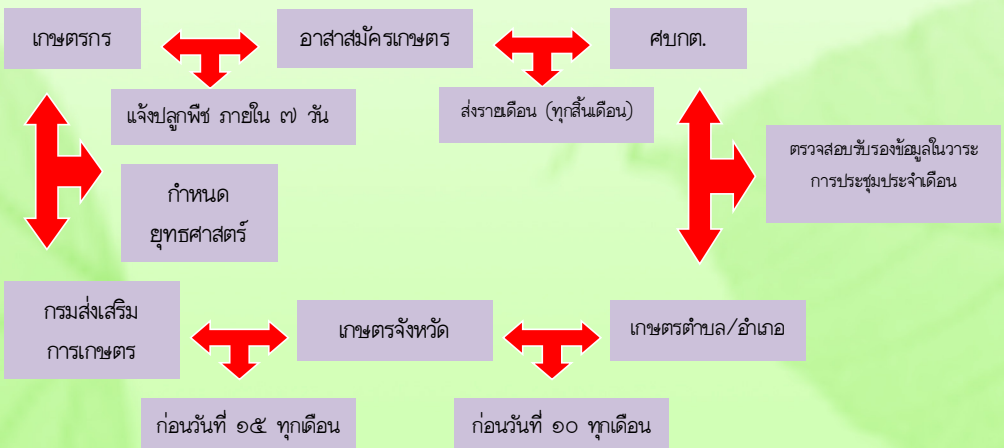 เกษตรกร
อาสาสมัครเกษตร
ศบกต.
แจ้งปลูกพืช ภายใน ๗ วัน
ส่งรายเดือน (ทุกสิ้นเดือน)
ตรวจสอบรับรองข้อมูลในวาระ
การประชุมประจำเดือน
กำหนด
ยุทธศาสตร์
กรมส่งเสริม
การเกษตร
เกษตรจังหวัด
เกษตรตำบล/อำเภอ
ก่อนวันที่ ๑๕ ทุกเดือน
ก่อนวันที่ ๑๐ ทุกเดือน